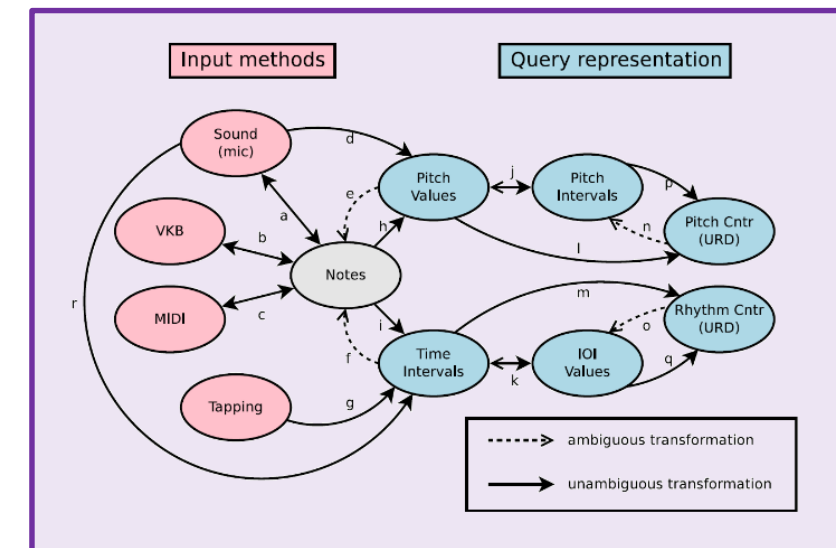 Input methods
Query representation
Sound
(mic)
d
Pitch
Values
j
Pitch
Intervals
p
e
a
h
n
Pitch Cntr
(URD)
VKB
b
l
Notes
r
m
MIDI
c
i
Rhythm Cntr
(URD)
o
f
Time
Intervals
IOI
Values
q
k
Tapping
g
ambiguous transformation
unambiguous transformation